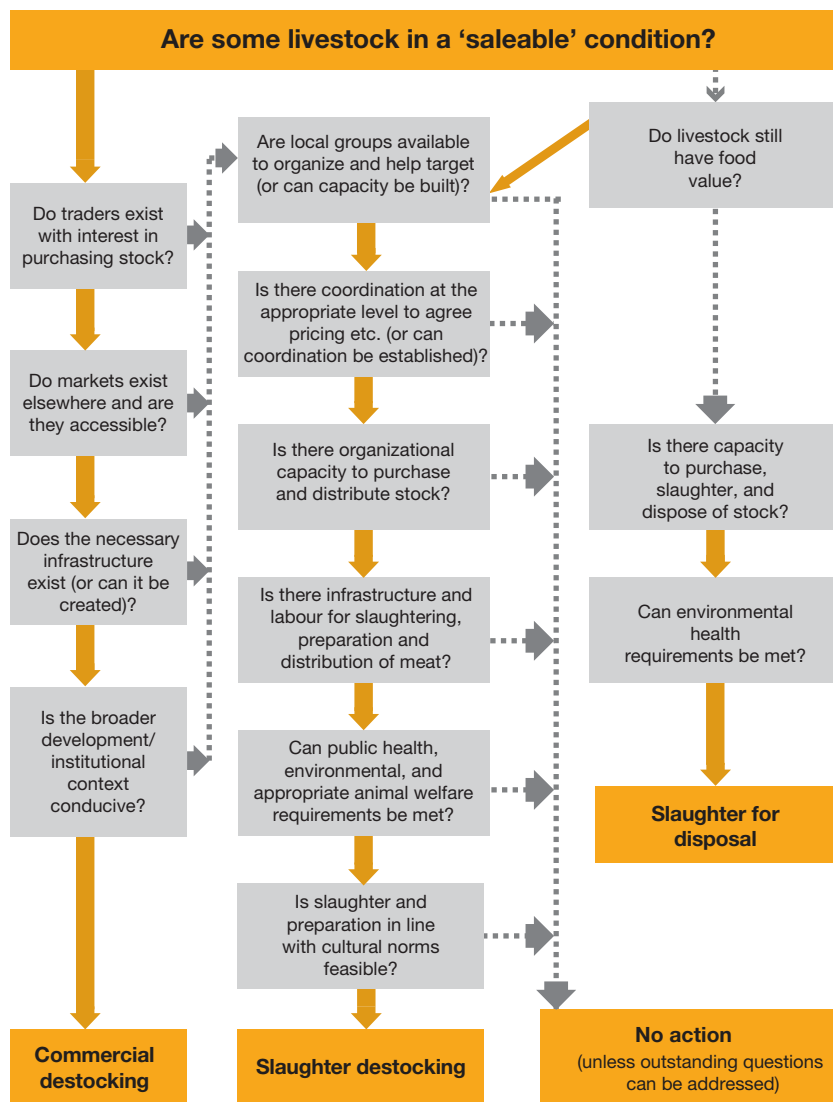 Are some livestock in a ‘saleable’ condition?
Do traders exist
with interest in
purchasing stock?
Do markets exist
elsewhere and are
they accessible?
Does the necessary
infrastructure
exist (or can it be
created)?
Is the broader
development/
institutional
context
conducive?
Commercial
destocking
Are local groups available
to organize and help target
(or can capacity be built)?
Is there coordination at the
appropriate level to agree
pricing etc. (or can
coordination be established)?
Is there organizational
capacity to purchase
and distribute stock?
Is there infrastructure and
labour for slaughtering,
preparation and
distribution of meat?
Can public health,
environmental, and
appropriate animal welfare
requirements be met?
Is slaughter and
preparation in line
with cultural norms
feasible?
Slaughter destocking
Do livestock still
have food
value?
Is there capacity
to purchase,
slaughter, and
dispose of stock?
Can environmental
health
requirements be met?
Slaughter for
disposal
No action
(unless outstanding questions
can be addressed)